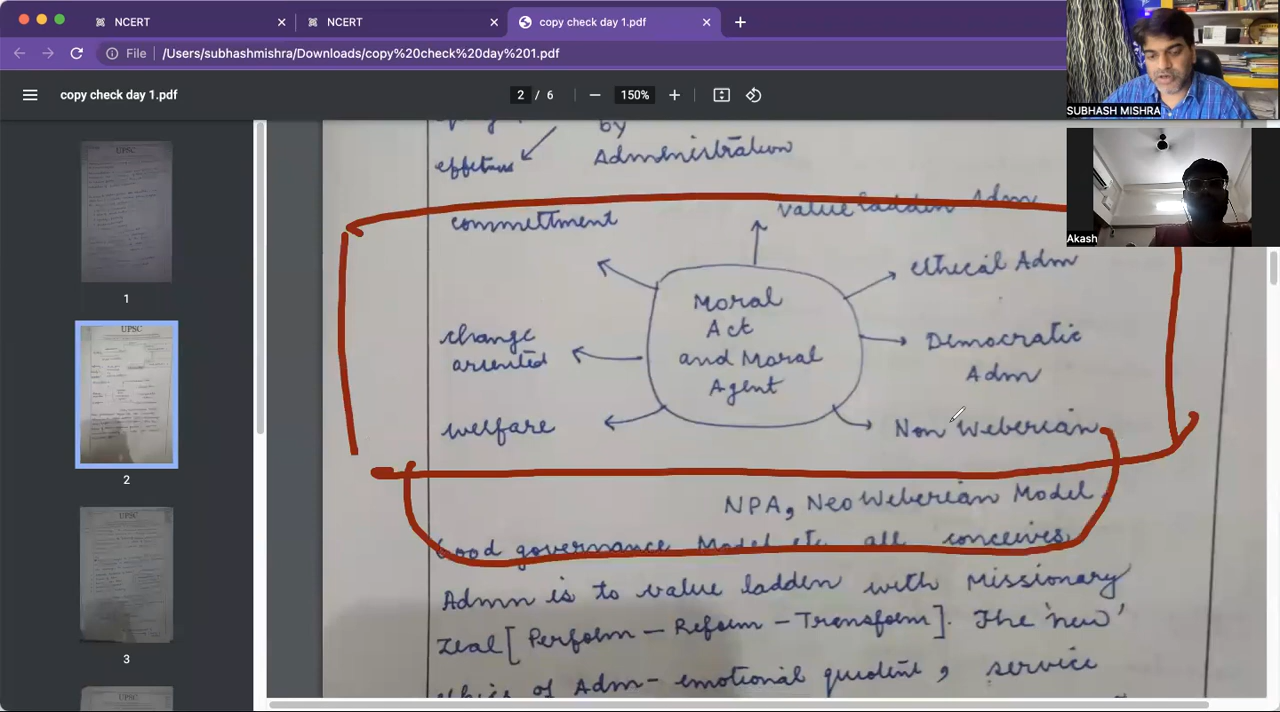 NCERT
NCERT
copy check day 1.pdf
File /Users/subhashmishra/Downloads/copy%20check%20day%201.pdf
copy check day 1.pdf
2 / 6
150%
SUBHASH MISHRA
Akash
UPSC
1
UPSC
2
UPSC
3
by
Administration
value ladden Adm
committment
ethical Adm
Moral
Act
and Moral
Agent
change
oriented
Democratic
Adm
welfare
Non Weberian
NPA, Neo Weberian Model,
Good governance Model etc all conceives
Admn is to value ladden with Missionary
zeal [Perform – Reform – Transform]. The 'new'
ethics of Adm – emotional quotient, service